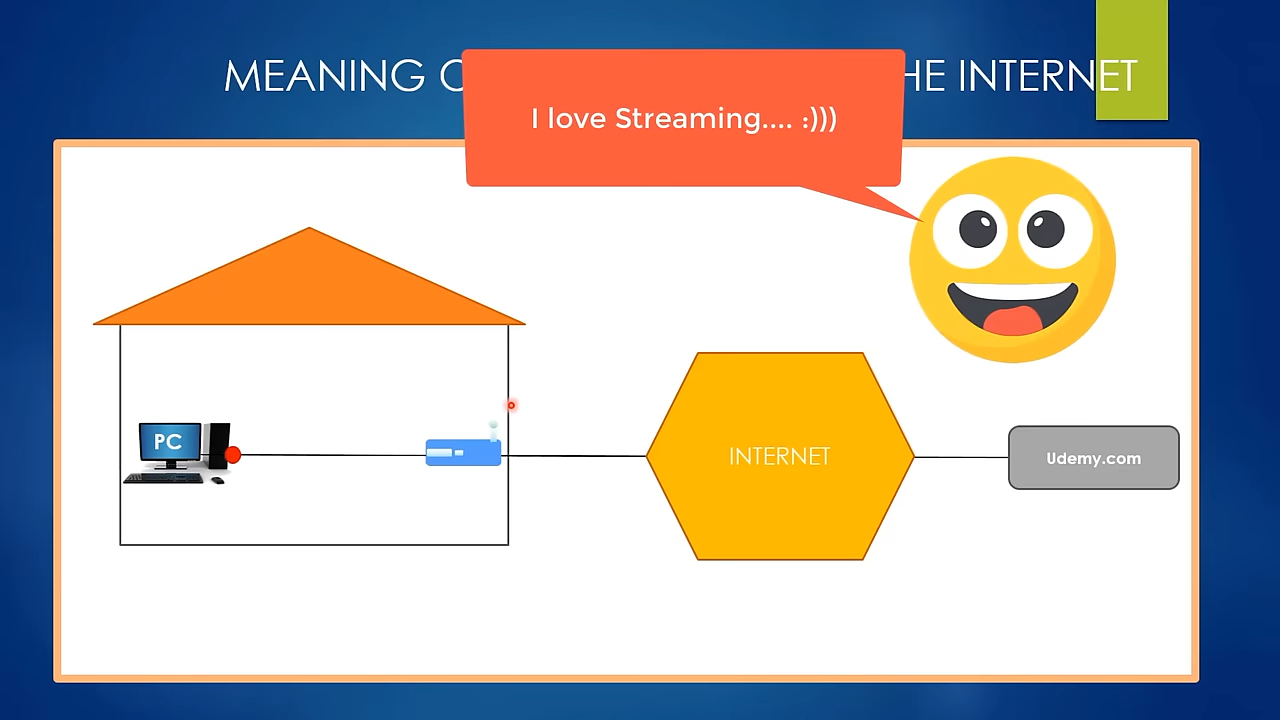 MEANING O HE INTERNET
I love Streaming.... :)))
PC
INTERNET
Udemy.com